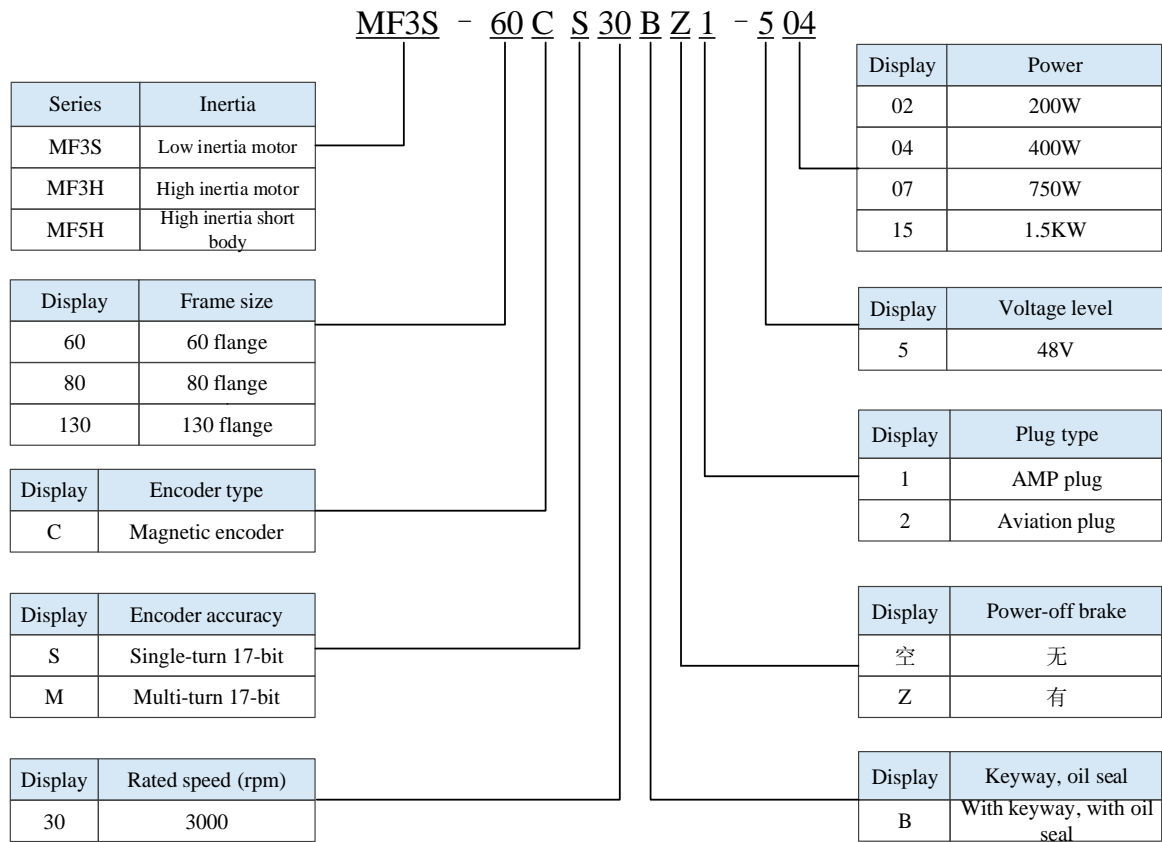 MF3S - 60 C S 30 B Z 1 - 5 04
Series Inertia
MF3S Low inertia motor
MF3H High inertia motor
MF5H High inertia short
body
Display Frame size
60 60 flange
80 80 flange
130 130 flange
Display Encoder type
C Magnetic encoder
Display Encoder accuracy
S Single-turn 17-bit
M Multi-turn 17-bit
Display Rated speed (rpm)
30 3000
Display Power
02 200W
04 400W
07 750W
15 1.5KW
Display Voltage level
5 48V
Display Plug type
1 AMP plug
2 Aviation plug
Display Power-off brake
空 无
Z 有
Display Keyway, oil seal
B With keyway, with oil
seal